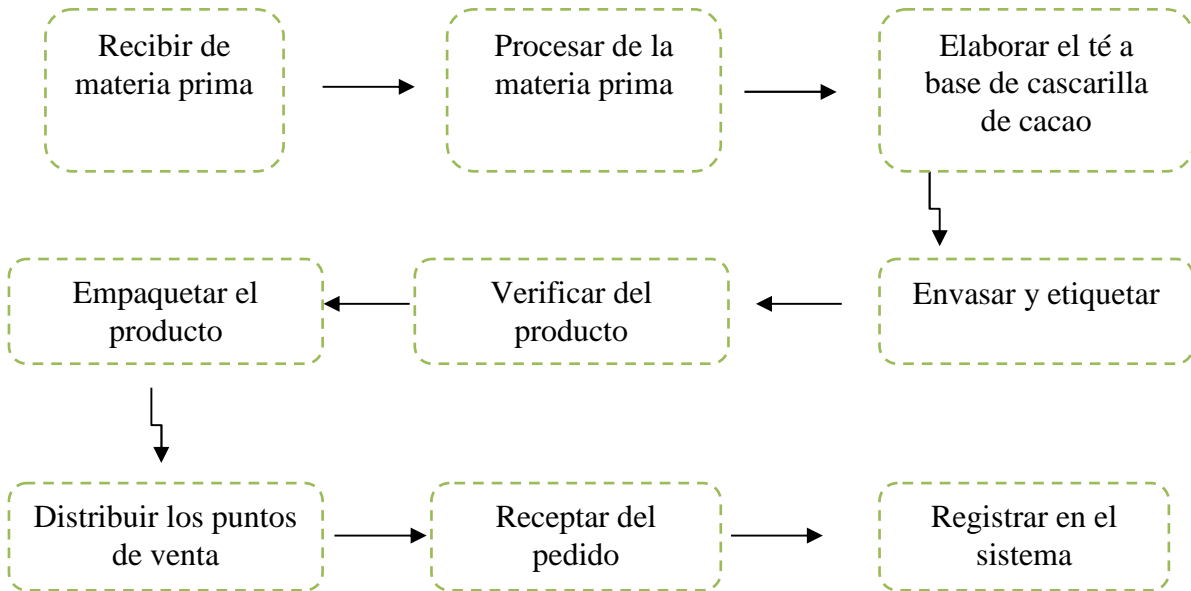 Recibir de
materia prima
Procesar de la
materia prima
Elaborar el té a
base de cascarilla
de cacao
Envasar y etiquetar
Verificar del
producto
Empaquetar el
producto
Distribuir los puntos
de venta
Receptar del
pedido
Registrar en el
sistema